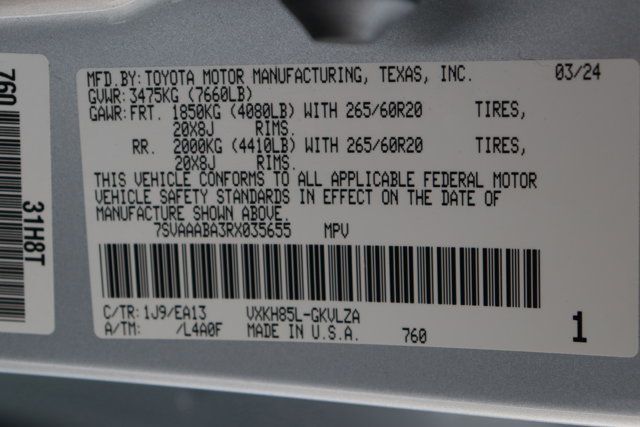 760
31H8T
MFD.BY: TOYOTA MOTOR MANUFACTURING, TEXAS, INC. 03/24
GVWR: 3475KG (7660LB)
GAWR: FRT. 1850KG (4080LB) WITH 265/60R20 TIRES,
20X8J RIMS.
RR. 2000KG (4410LB) WITH 265/60R20 TIRES,
20X8J RIMS.
THIS VEHICLE CONFORMS TO ALL APPLICABLE FEDERAL MOTOR
VEHICLE SAFETY STANDARDS IN EFFECT ON THE DATE OF
MANUFACTURE SHOWN ABOVE.
7SVAAABA3RX035655 MPV
C/TR: 1J9/EA13 VXKH85L-GKVLZA
A/TM: /L4A0F MADE IN U.S.A. 760 1